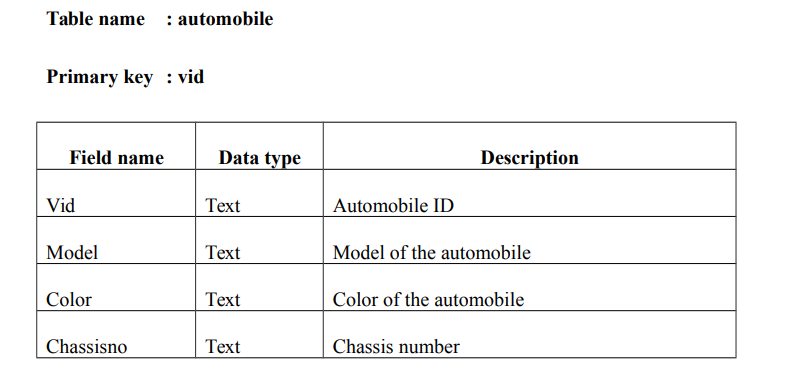 Table name : automobile
Primary key : vid
Field name Data type Description
Vid Text Automobile ID
Model Text Model of the automobile
Color Text Color of the automobile
Chassisno Text Chassis number